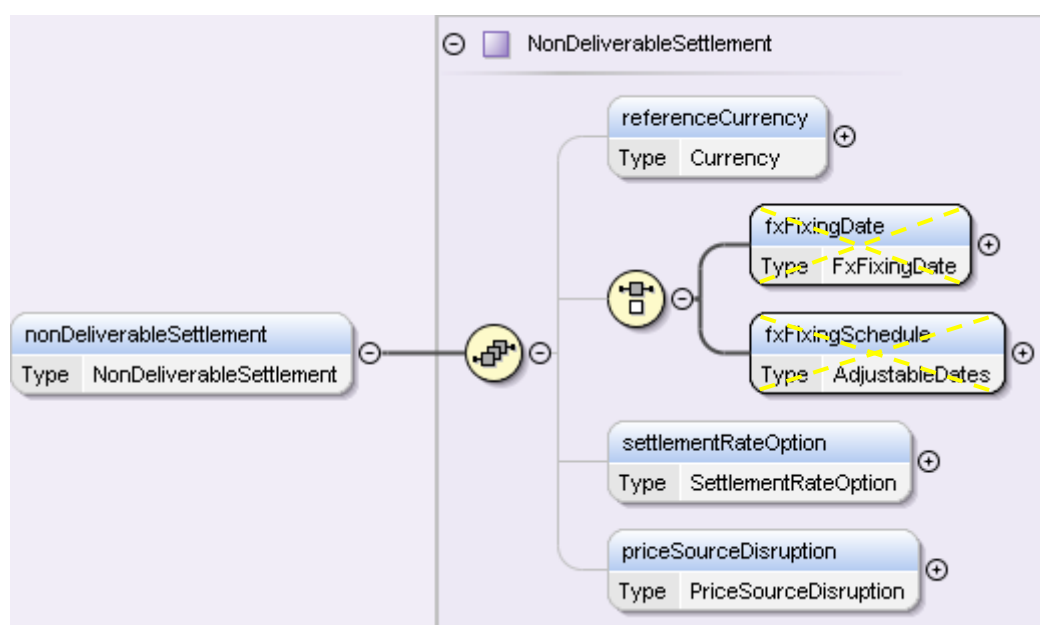 NonDeliverableSettlement
referenceCurrency
Type Currency
fxFixingDate
Type FxFixingDate
nonDeliverableSettlement
Type NonDeliverableSettlement
fxFixingSchedule
Type AdjustableDates
settlementRateOption
Type SettlementRateOption
priceSourceDisruption
Type PriceSourceDisruption